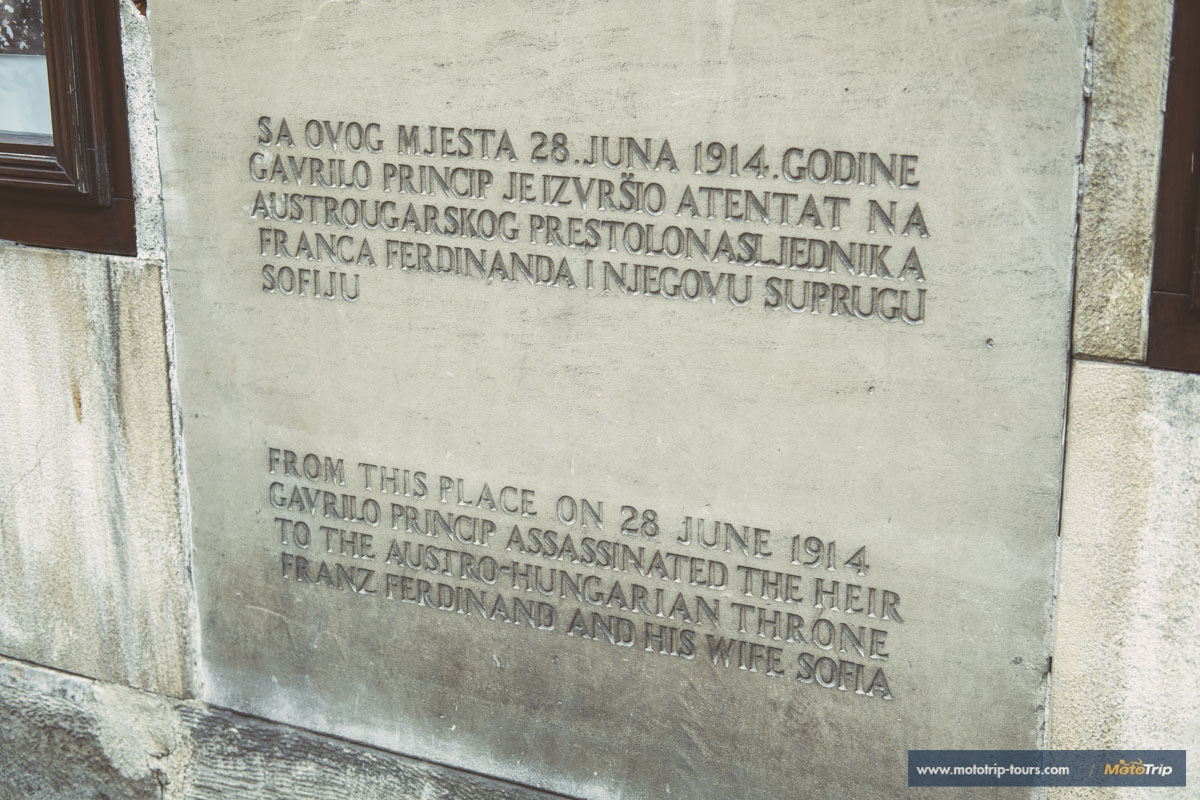 SA OVOG MJESTA 28. JUNA 1914. GODINE
GAVRILO PRINCIP JE IZVRŠIO ATENTAT NA
AUSTROUGARSKOG PRESTOLONASLJEDNIKA
FRANCA FERDINANDA I NJEGOVU SUPRUGU
SOFIJU
FROM THIS PLACE ON 28 JUNE 1914
GAVRILO PRINCIP ASSASSINATED THE HEIR
TO THE AUSTRO-HUNGARIAN THRONE
FRANZ FERDINAND AND HIS WIFE SOFIA
www.mototrip-tours.com / MotoTrip